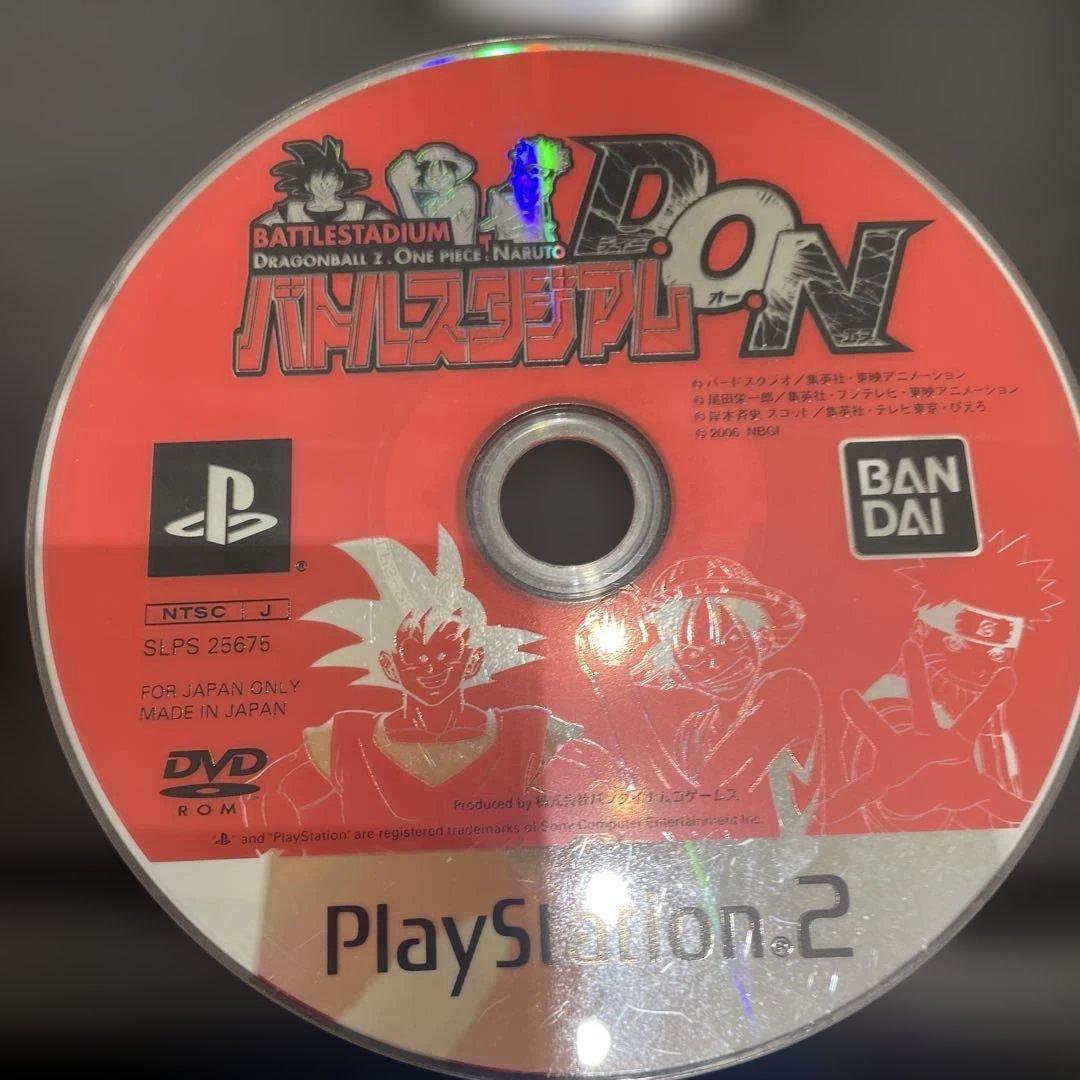 BATTLESTADIUM
DRAGONBALL Z . ONE PIECE . NARUTO
D.O.N
バトルスタジアム
オー
© バードスタジオ/集英社・東映アニメーション
© 尾田栄一郎/集英社・フジテレビ・東映アニメーション
© 岸本斉史 スコット/集英社・テレビ東京・ぴえろ
© 2006 NBGI
BAN
DAI
®
NTSC J
SLPS 25675
FOR JAPAN ONLY
MADE IN JAPAN
DVD
ROM
Produced by 株式会社バンダイナムコゲームス
" " and "PlayStation" are registered trademarks of Sony Computer Entertainment Inc.
PlayStation®2